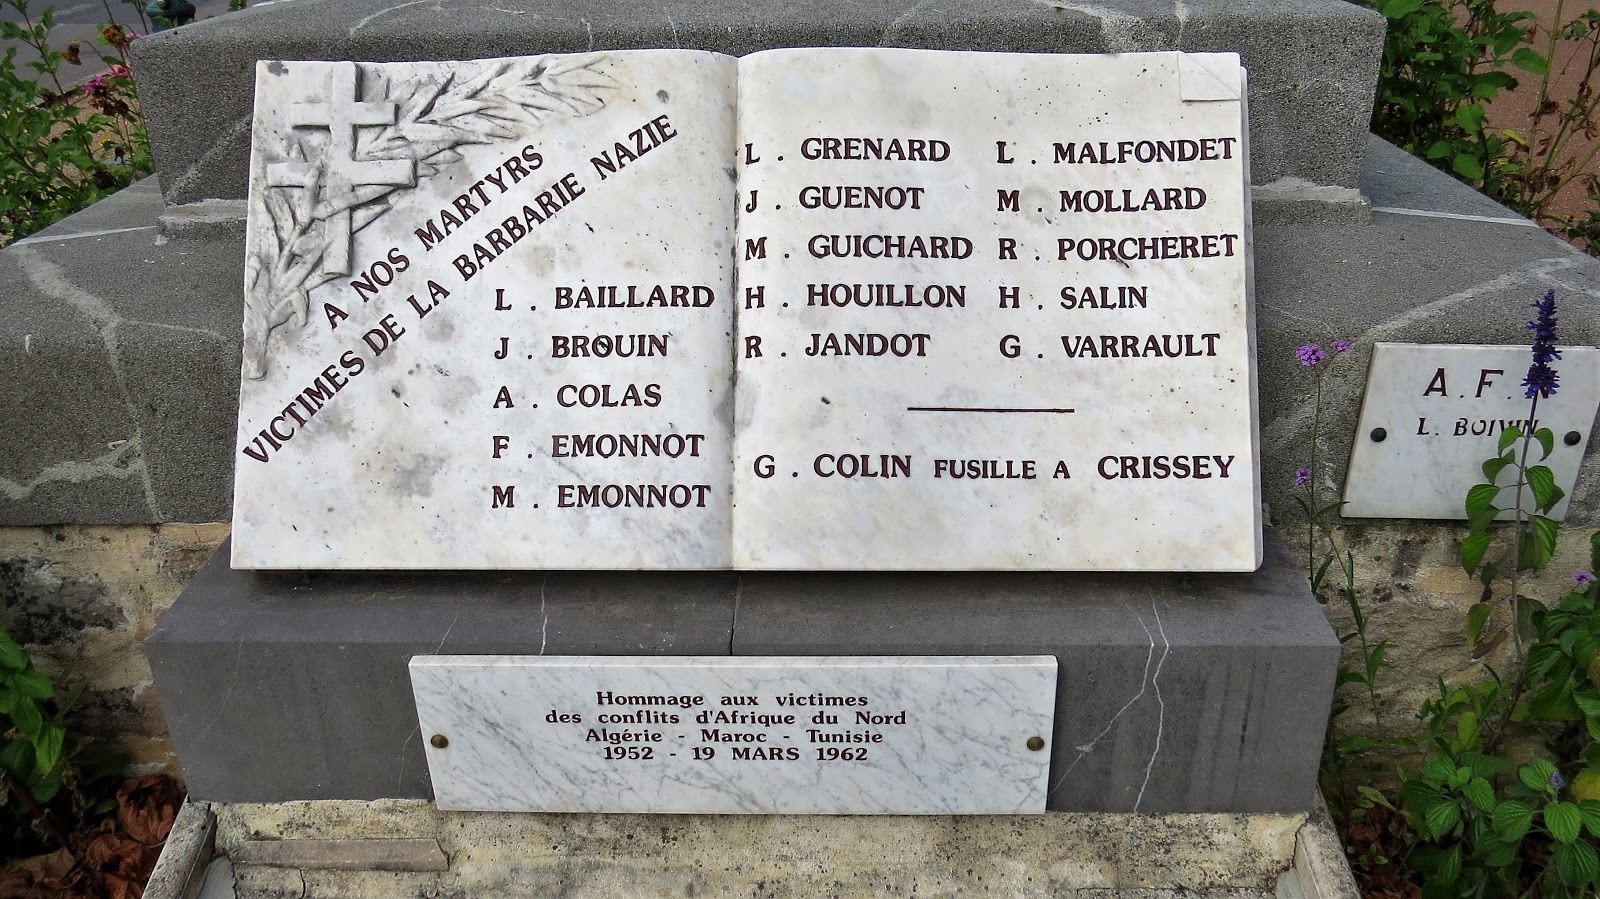 A NOS MARTYRS
VICTIMES DE LA BARBARIE NAZIE
L . BAILLARD
J . BROUIN
A . COLAS
F . EMONNOT
M . EMONNOT
L . GRENARD
J . GUENOT
M . GUICHARD
H . HOUILLON
R . JANDOT
L . MALFONDET
M . MOLLARD
R . PORCHERET
H . SALIN
G . VARRAULT
G . COLIN FUSILLE A CRISSEY
Hommage aux victimes
des conflits d'Afrique du Nord
Algérie - Maroc - Tunisie
1952 - 19 MARS 1962
A.F.N
L. BOIVIN